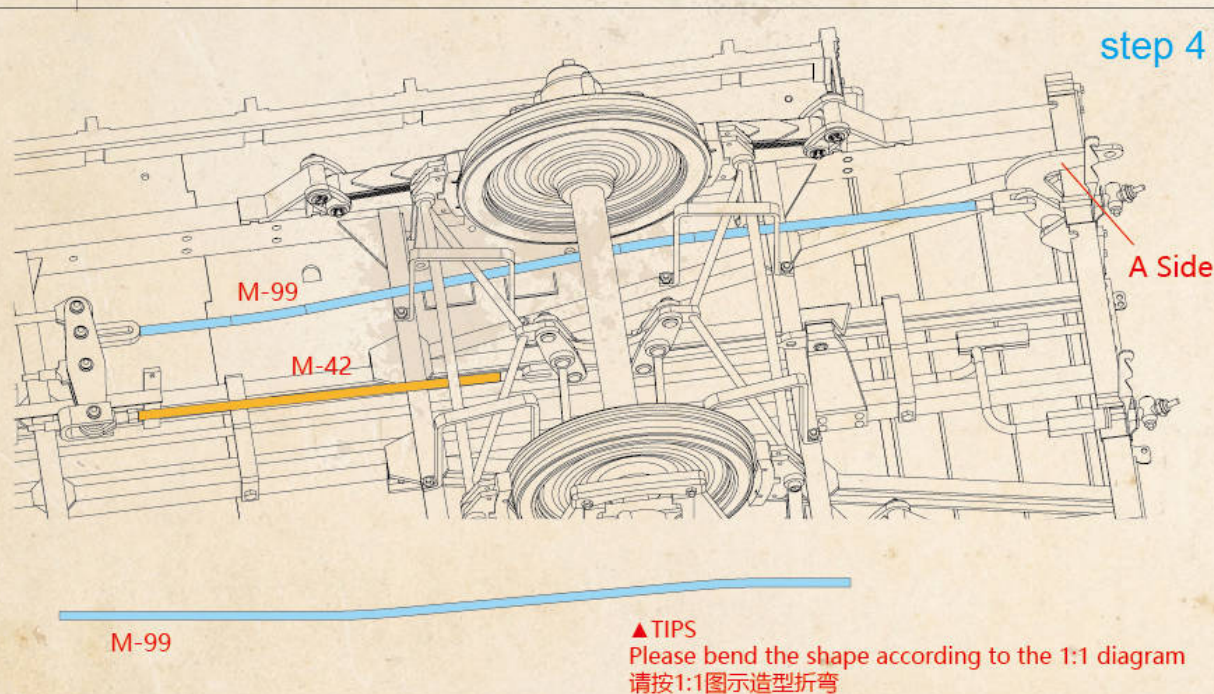 step 4
A Side
M-99
M-42
M-99
▲TIPS
Please bend the shape according to the 1:1 diagram
请按1:1图示造型折弯